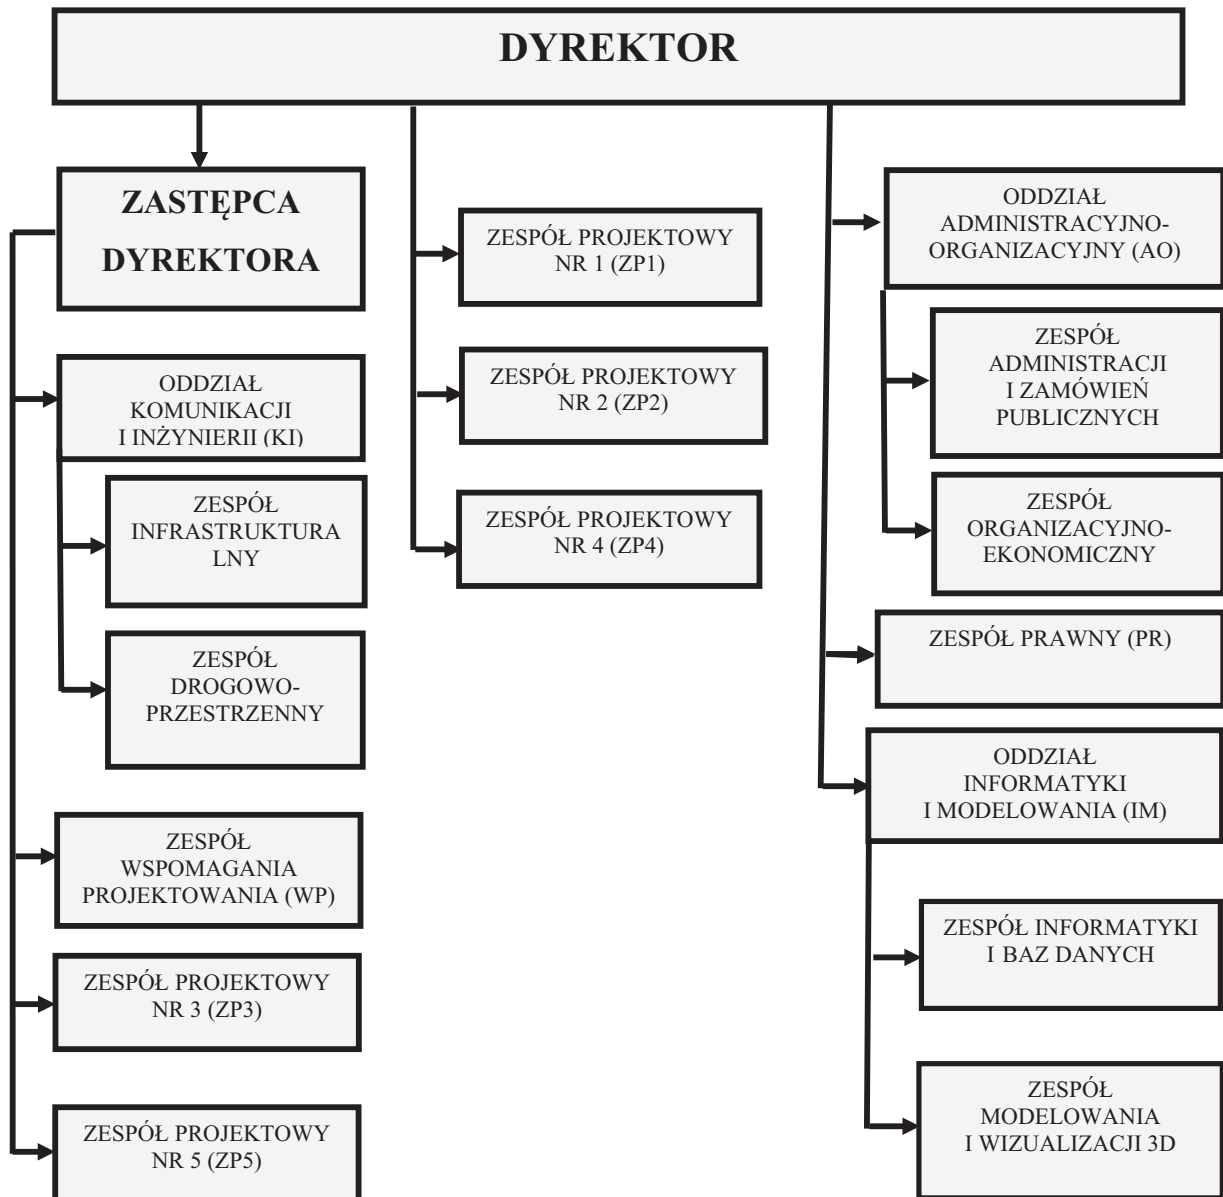 DYREKTOR
ZASTĘPCA
DYREKTORA
ODDZIAŁ
KOMUNIKACJI
I INŻYNIERII (KI)
ZESPÓŁ
INFRASTRUKTURA
LNY
ZESPÓŁ
DROGOWO-
PRZESTRZENNY
ZESPÓŁ
WSPOMAGANIA
PROJEKTOWANIA (WP)
ZESPÓŁ PROJEKTOWY
NR 3 (ZP3)
ZESPÓŁ PROJEKTOWY
NR 5 (ZP5)
ZESPÓŁ PROJEKTOWY
NR 1 (ZP1)
ZESPÓŁ PROJEKTOWY
NR 2 (ZP2)
ZESPÓŁ PROJEKTOWY
NR 4 (ZP4)
ODDZIAŁ
ADMINISTRACYJNO-
ORGANIZACYJNY (AO)
ZESPÓŁ
ADMINISTRACJI
I ZAMÓWIEŃ
PUBLICZNYCH
ZESPÓŁ
ORGANIZACYJNO-
EKONOMICZNY
ZESPÓŁ PRAWNY (PR)
ODDZIAŁ
INFORMATYKI
I MODELOWANIA (IM)
ZESPÓŁ INFORMATYKI
I BAZ DANYCH
ZESPÓŁ
MODELOWANIA
I WIZUALIZACJI 3D